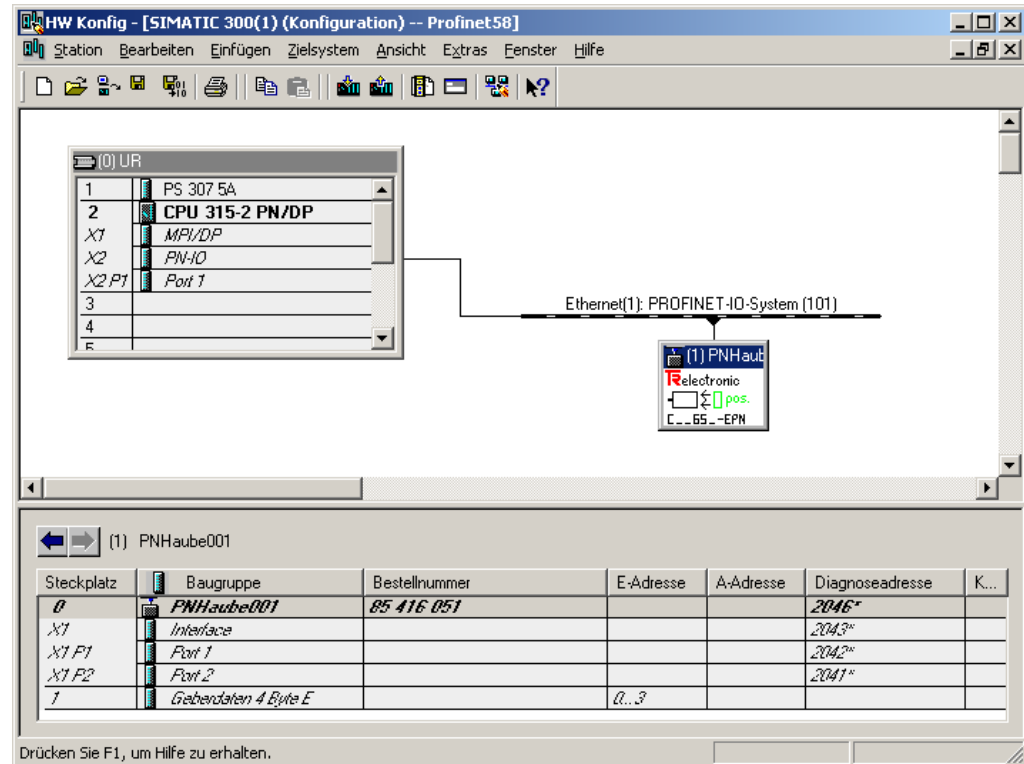 HW Konfig - [SIMATIC 300(1) (Konfiguration) -- Profinet58]
Station Bearbeiten Einfügen Zielsystem Ansicht Extras Fenster Hilfe
(0) UR
1 PS 307 5A
2 CPU 315-2 PN/DP
X1 MPI/DP
X2 PN-IO
X2 P1 Port 1
3
4
5
Ethernet(1): PROFINET-IO-System (101)
(1) PNHaub
TRelectronic
pos.
C__65_-EPN
(1) PNHaube001
Steckplatz Baugruppe Bestellnummer E-Adresse A-Adresse Diagnoseadresse K...
0 PNHaube001 85 416 051 2046*
X1 Interface 2043*
X1 P1 Port 1 2042*
X1 P2 Port 2 2041*
1 Geberdaten 4 Byte E 0...3
Drücken Sie F1, um Hilfe zu erhalten.